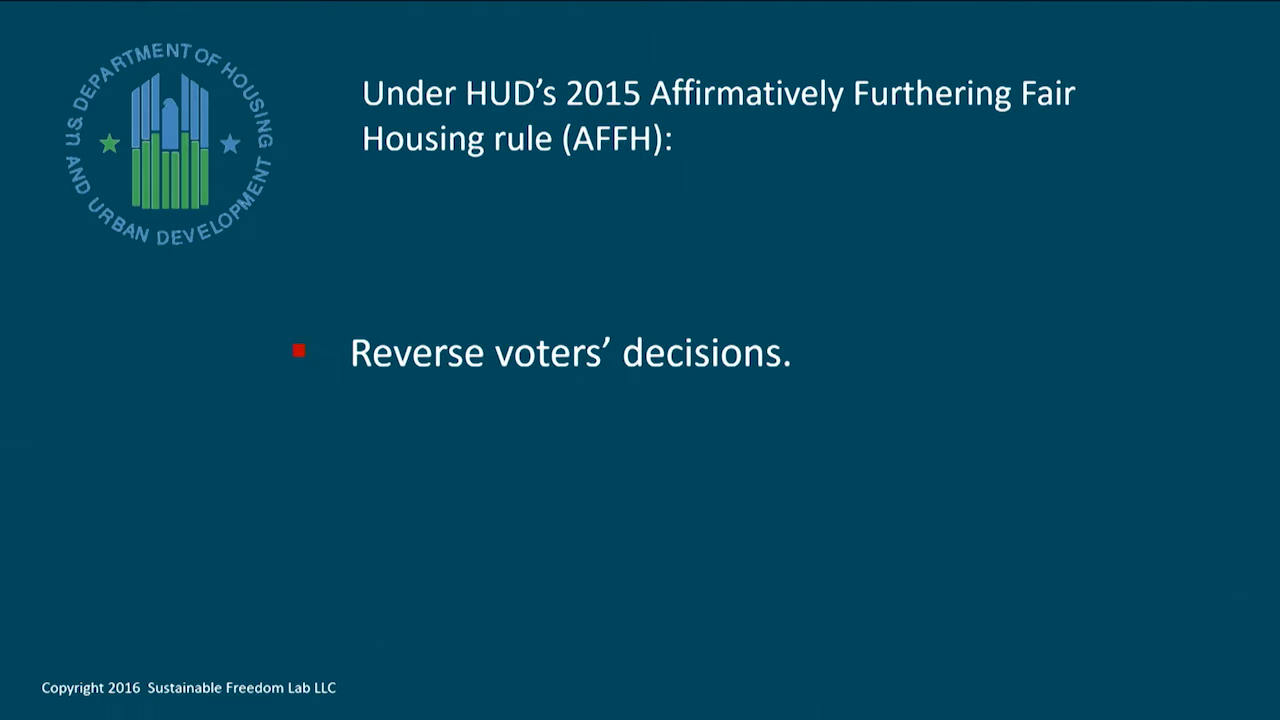 U.S. DEPARTMENT OF HOUSING
AND URBAN DEVELOPMENT
Under HUD’s 2015 Affirmatively Furthering Fair
Housing rule (AFFH):
Reverse voters’ decisions.
Copyright 2016 Sustainable Freedom Lab LLC